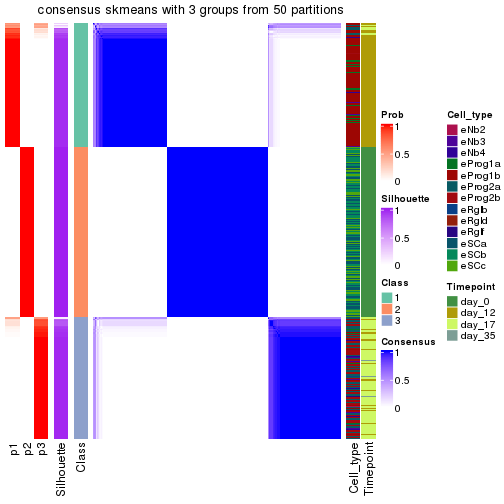 consensus skmeans with 3 groups from 50 partitions
Prob
1
0.5
0
Silhouette
1
0.5
0
Class
1
2
3
Consensus
1
0.5
0
Cell_type
eNb2
eNb3
eNb4
eProg1a
eProg1b
eProg2a
eProg2b
eRglb
eRgld
eRglf
eSCa
eSCb
eSCc
Timepoint
day_0
day_12
day_17
day_35
p1
p2
p3
Silhouette
Class
Cell_type
Timepoint